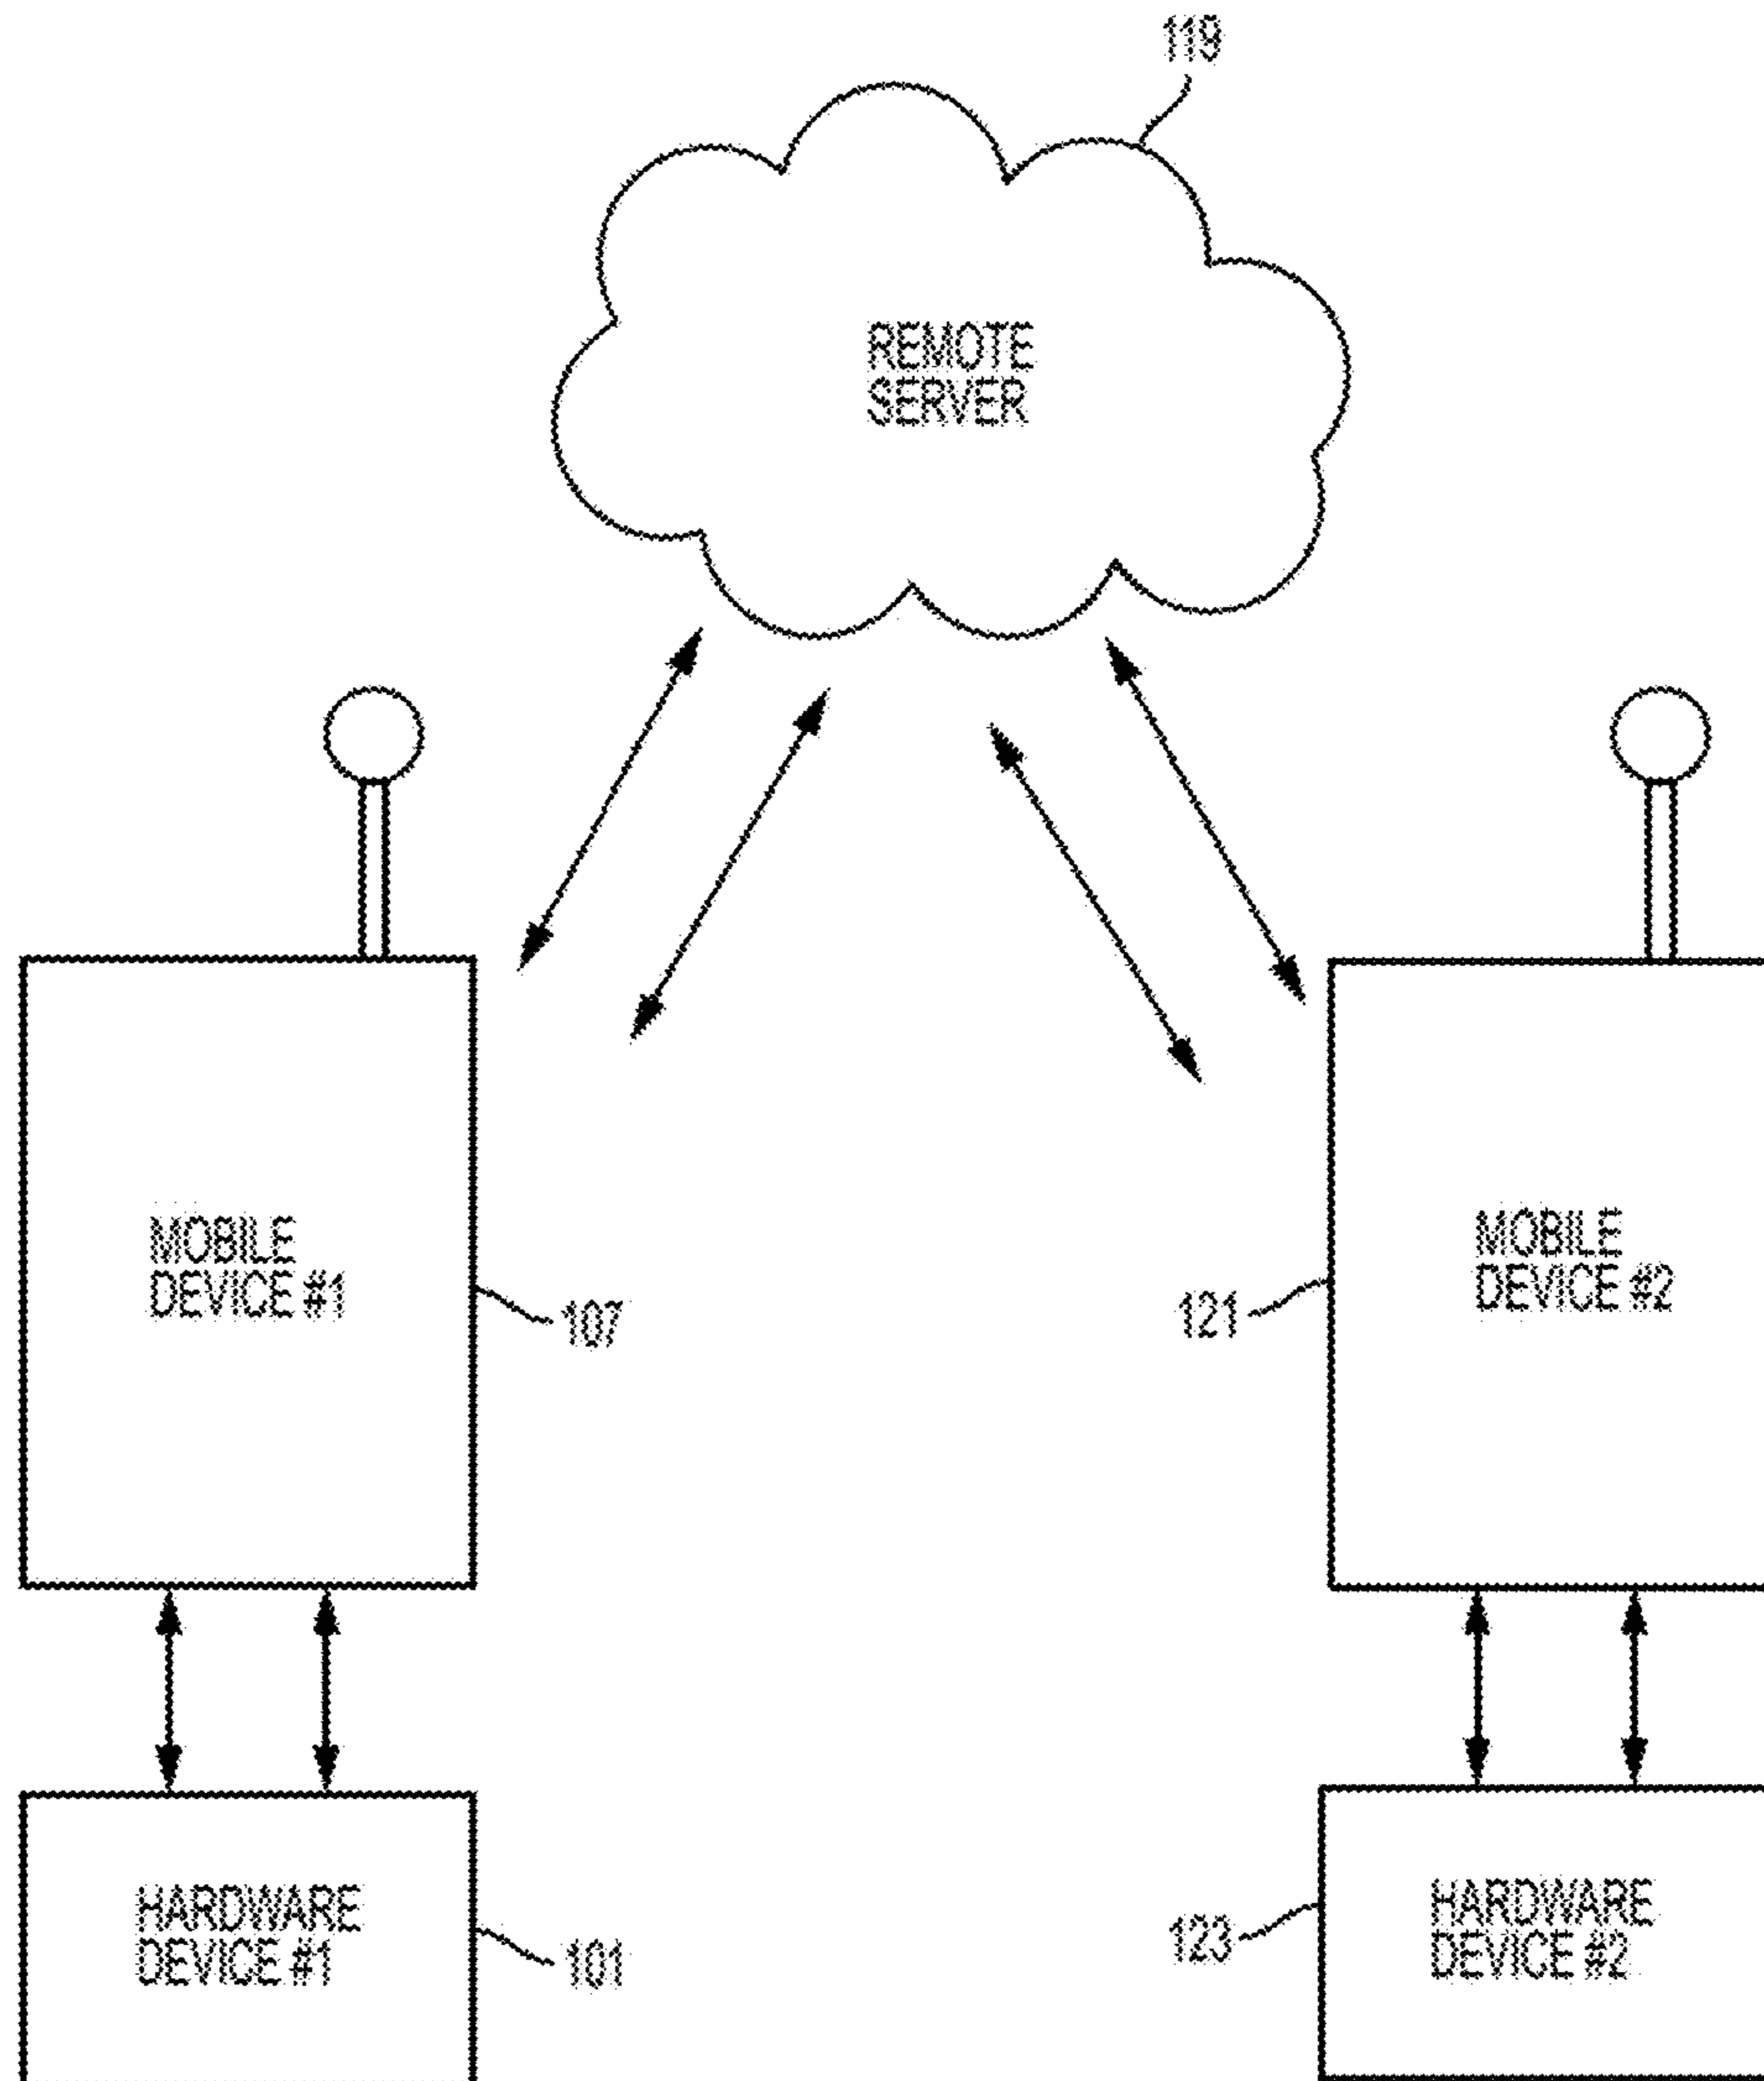 119
REMOTE
SERVER
MOBILE
DEVICE #1
107
121
MOBILE
DEVICE #2
HARDWARE
DEVICE #1
101
123
HARDWARE
DEVICE #2